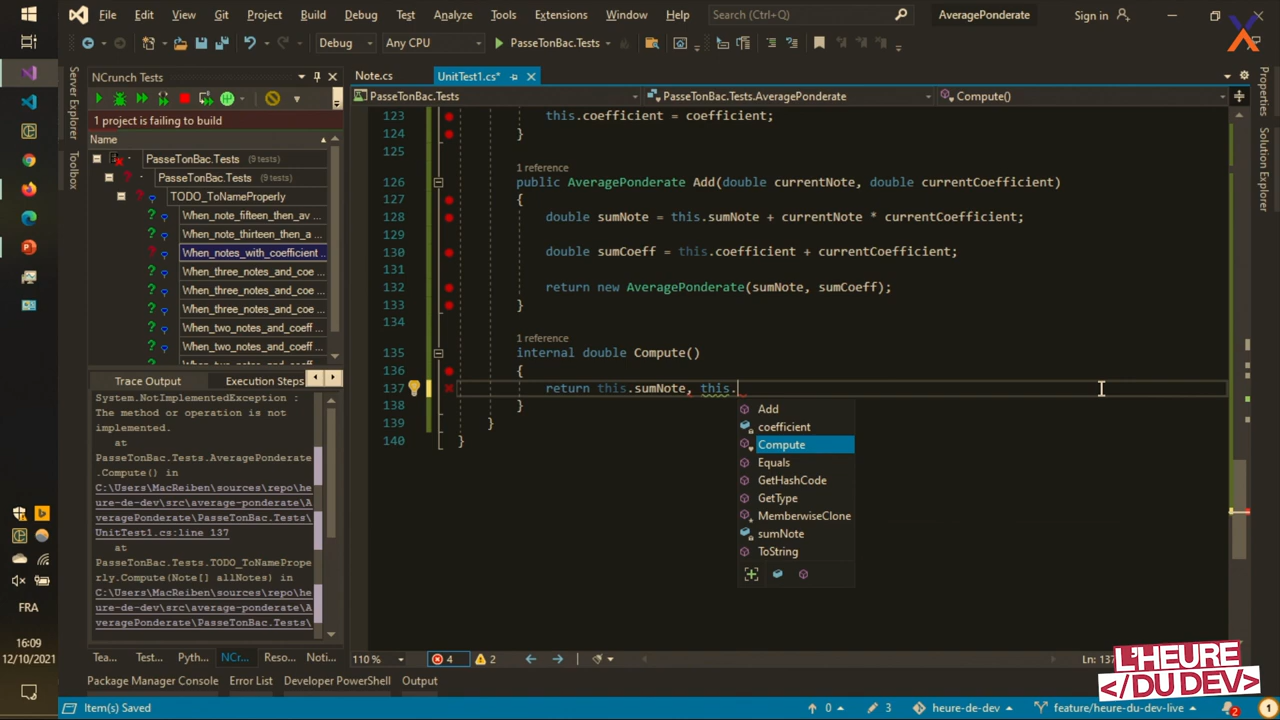 File Edit View Git Project Build Debug Test Analyze Tools Extensions Window Help Search (Ctrl+Q) AveragePonderate Sign in
Debug Any CPU PasseTonBac.Tests
Server Explorer
Toolbox
NCrunch Tests
1 project is failing to build
Name
PasseTonBac.Tests (9 tests)
PasseTonBac.Tests (9 tests)
TODO_ToNameProperly
When_note_fifteen_then_av ...
When_note_thirteen_then_a ...
When_notes_with_coefficient ...
When_three_notes_and_coe ...
When_three_notes_and_coe ...
When_three_notes_and_coe ...
When_two_notes_and_coeff ...
When_two_notes_and_coeff ...
When_two_notes_and_coeff ...
Trace Output Execution Steps
System.NotImplementedException :
The method or operation is not
implemented.
at
PasseTonBac.Tests.AveragePonderate
.Compute() in
C:\Users\MacReiben\sources\repo\he
ure-de-dev\src\average-ponderate\A
veragePonderate\PasseTonBac.Tests\
UnitTest1.cs:line 137
at
PasseTonBac.Tests.TODO_ToNamePrope
rly.Compute(Note[] allNotes) in
C:\Users\MacReiben\sources\repo\he
ure-de-dev\src\average-ponderate\A
veragePonderate\PasseTonBac.Tests\
Tea... Test... Pyth... NCr... Reso... Noti...
Note.cs UnitTest1.cs*
PasseTonBac.Tests PasseTonBac.Tests.AveragePonderate Compute()
123 this.coefficient = coefficient;
124 }
125
1 reference
126 public AveragePonderate Add(double currentNote, double currentCoefficient)
127 {
128 double sumNote = this.sumNote + currentNote * currentCoefficient;
129
130 double sumCoeff = this.coefficient + currentCoefficient;
131
132 return new AveragePonderate(sumNote, sumCoeff);
133 }
134
1 reference
135 internal double Compute()
136 {
137 return this.sumNote, this.
138 }
139 }
140 }
Add
coefficient
Compute
Equals
GetHashCode
GetType
MemberwiseClone
sumNote
ToString
Properties
Solution Explorer
110 % 4 2 Ln: 137
Package Manager Console Error List Developer PowerShell Output
Item(s) Saved 0 3 heure-de-dev feature/heure-du-dev-live 2 1
FRA
16:09
12/10/2021
L'HEURE
</DU DEV>